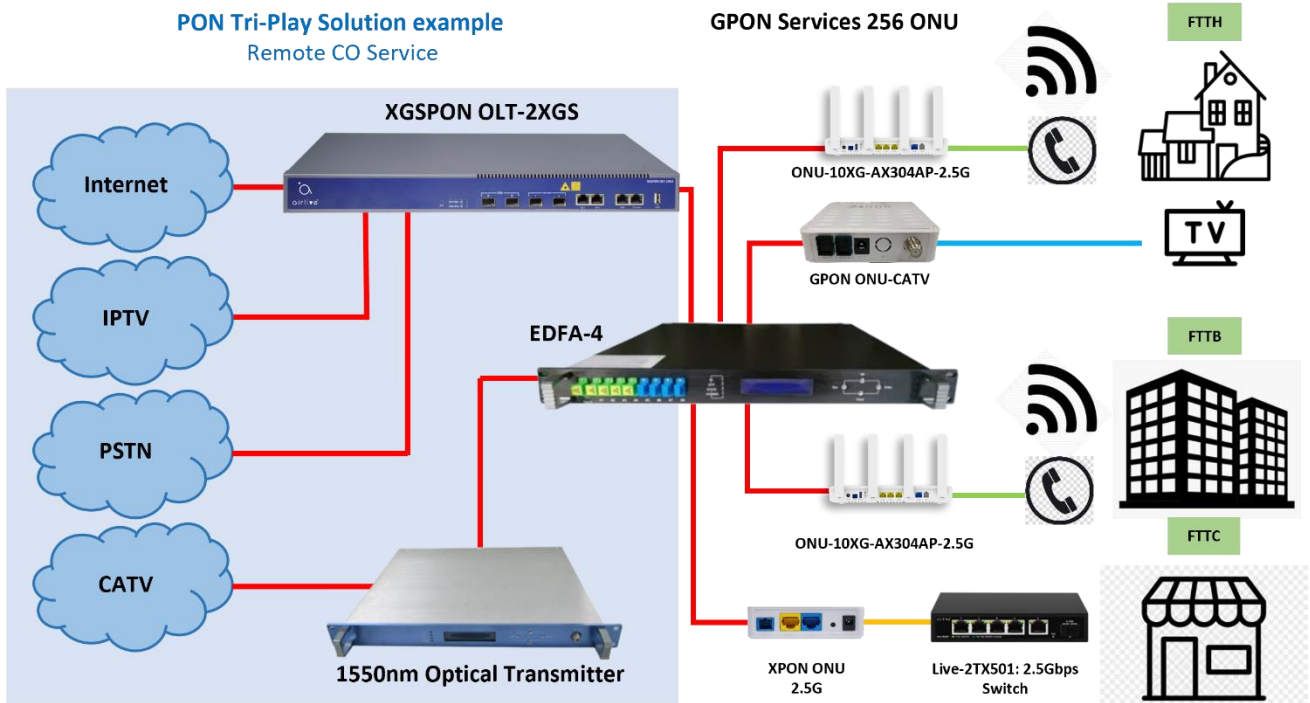 PON Tri-Play Solution example
Remote CO Service
GPON Services 256 ONU
FTTH
XGSPON OLT-2XGS
Internet
airlive
ONU-10XG-AX304AP-2.5G
TV
GPON ONU-CATV
IPTV
EDFA-4
FTTB
PSTN
ONU-10XG-AX304AP-2.5G
FTTC
CATV
1550nm Optical Transmitter
XPON ONU
2.5G
Live-2TX501: 2.5Gbps
Switch